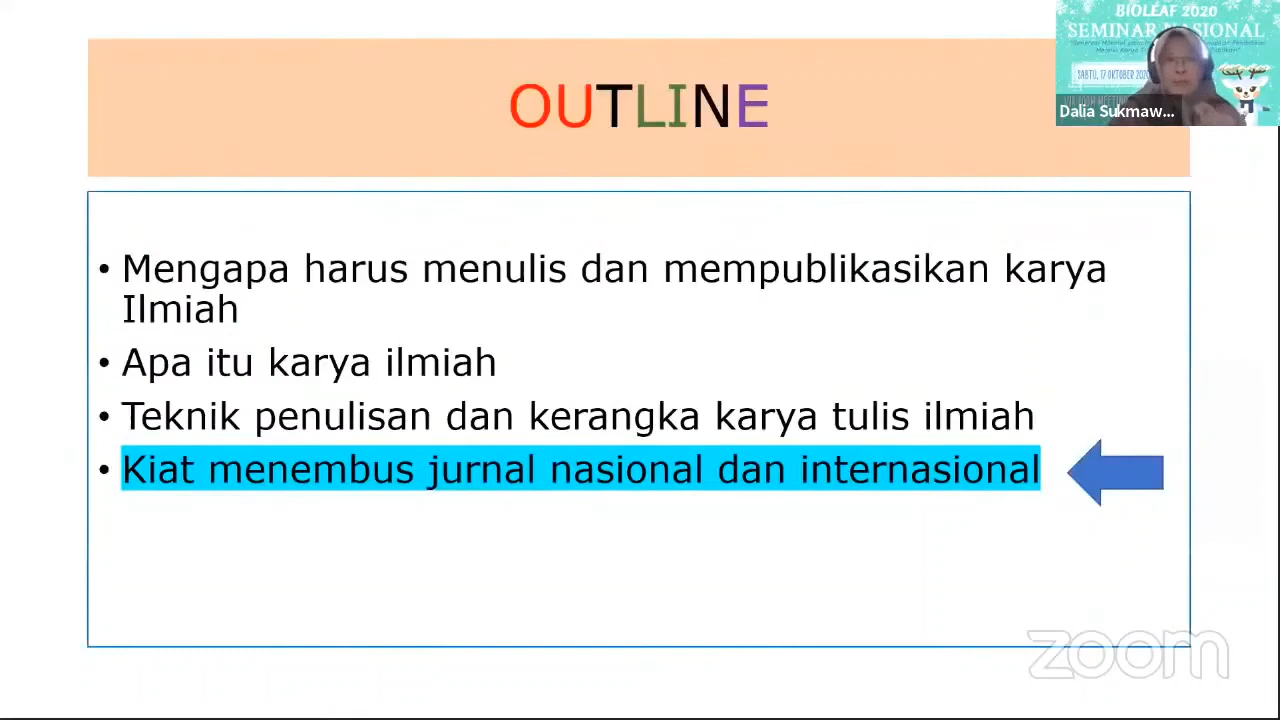 BIOLEAF 2020
SEMINAR NASIONAL
SABTU, 17 OKTOBER 2020
Dalia Sukmaw...
OUTLINE
• Mengapa harus menulis dan mempublikasikan karya
Ilmiah
• Apa itu karya ilmiah
• Teknik penulisan dan kerangka karya tulis ilmiah
• Kiat menembus jurnal nasional dan internasional
zoom